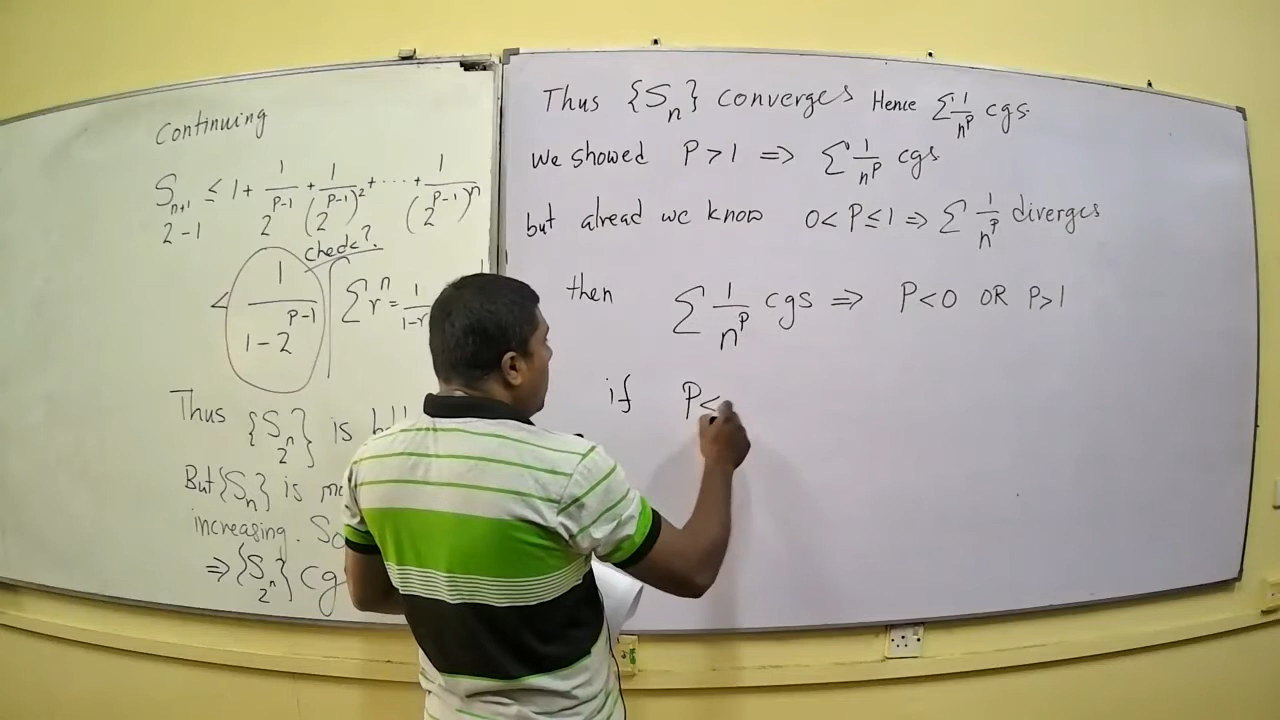 Continuing
S_{2^{n+1}-1} ≤ 1 + 1/2^{P-1} + 1/(2^{P-1})^2 + ... + 1/(2^{P-1})^n
check?
< 1/(1-2^{P-1}) | ∑ r^n = 1/(1-r)
Thus {S_{2^n}} is
But {S_n} is
increasing. So
⇒ {S_{2^n}} cg
Thus {S_n} converges Hence ∑ 1/n^P cgs.
We showed P > 1 ⇒ ∑ 1/n^P cgs
but alread we know 0 < P ≤ 1 ⇒ ∑ 1/n^P diverges
then ∑ 1/n^P cgs ⇒ P < 0 OR P > 1
if P <